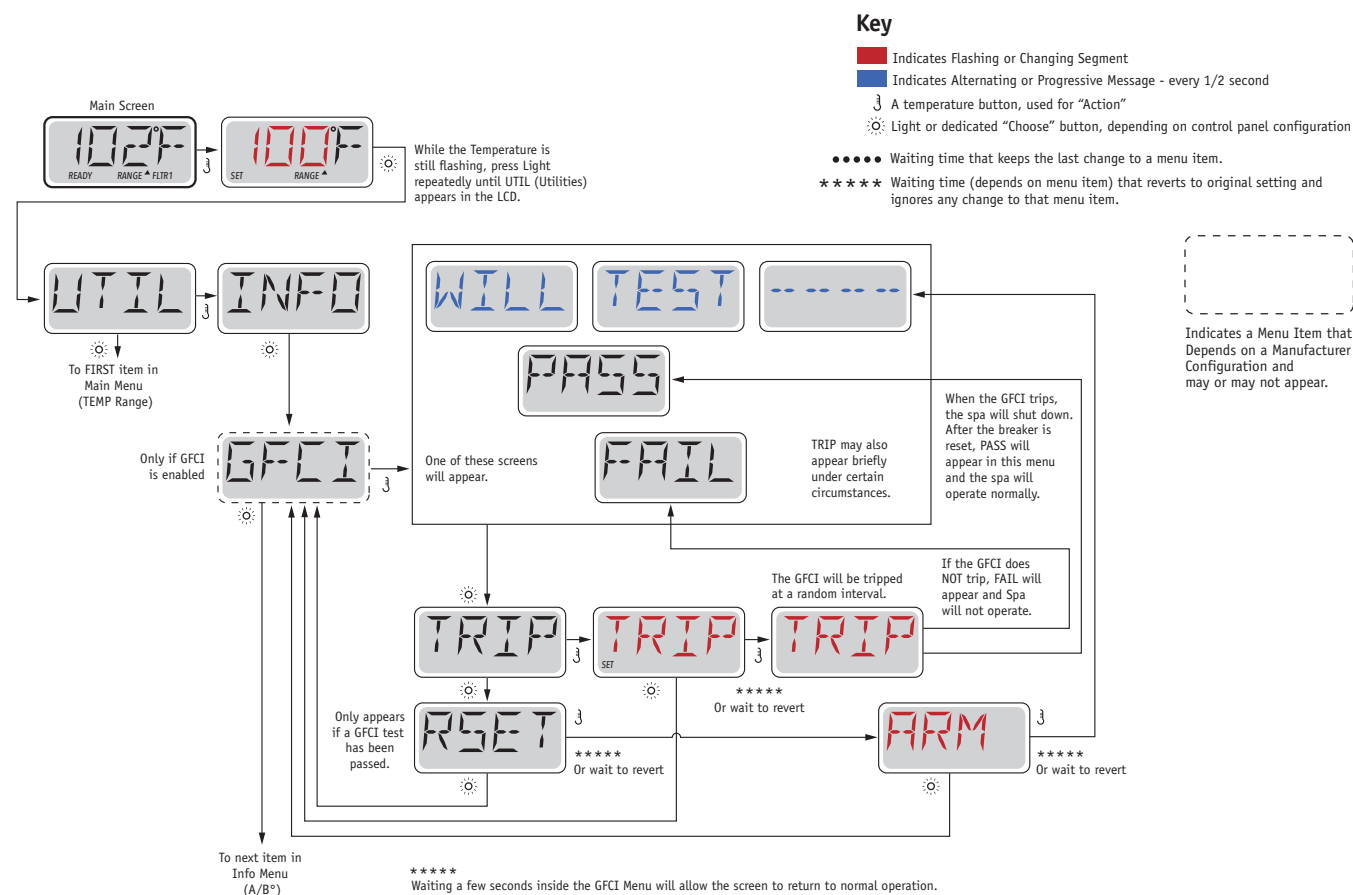 Key
Indicates Flashing or Changing Segment
Indicates Alternating or Progressive Message - every 1/2 second
A temperature button, used for “Action”
Light or dedicated “Choose” button, depending on control panel configuration
••••• Waiting time that keeps the last change to a menu item.
***** Waiting time (depends on menu item) that reverts to original setting and
ignores any change to that menu item.
Main Screen
102°F
READY RANGE FLTR1
100°F
SET RANGE
While the Temperature is
still flashing, press Light
repeatedly until UTIL (Utilities)
appears in the LCD.
UTIL
INFO
To FIRST item in
Main Menu
(TEMP Range)
WILL
TEST
-- -- -- --
PASS
FAIL
One of these screens
will appear.
TRIP may also
appear briefly
under certain
circumstances.
When the GFCI trips,
the spa will shut down.
After the breaker is
reset, PASS will
appear in this menu
and the spa will
operate normally.
Indicates a Menu Item that
Depends on a Manufacturer
Configuration and
may or may not appear.
Only if GFCI
is enabled
GFCI
If the GFCI does
NOT trip, FAIL will
appear and Spa
will not operate.
The GFCI will be tripped
at a random interval.
TRIP
TRIP
SET
TRIP
*****
Or wait to revert
Only appears
if a GFCI test
has been
passed.
RSET
*****
Or wait to revert
ARM
*****
Or wait to revert
To next item in
Info Menu
(A/B°)
*****
Waiting a few seconds inside the GFCI Menu will allow the screen to return to normal operation.